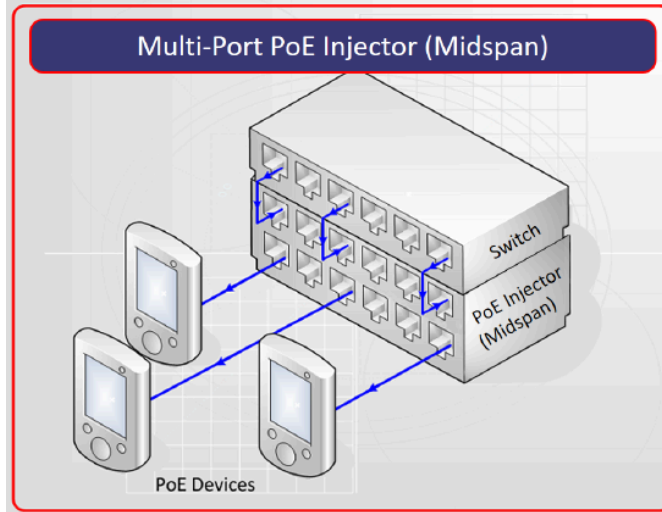 Multi-Port PoE Injector (Midspan)
Switch
PoE Injector
(Midspan)
PoE Devices